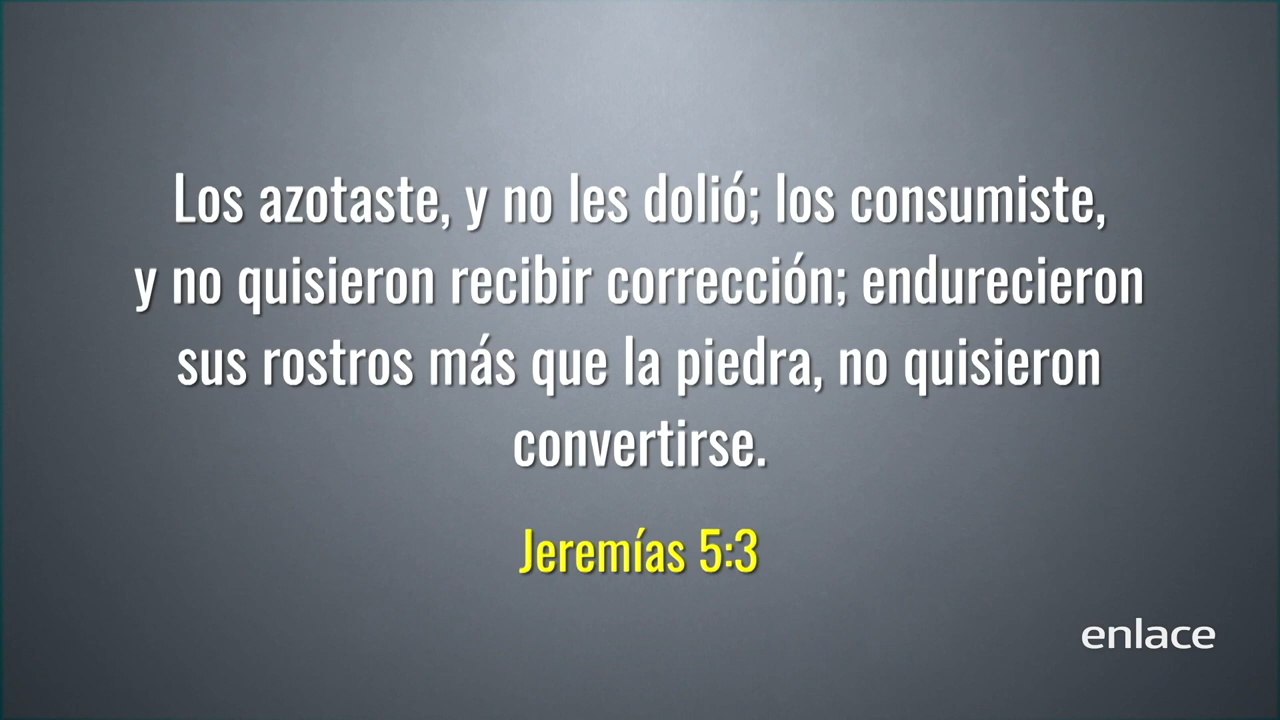 Los azotaste, y no les dolió; los consumiste,
y no quisieron recibir corrección; endurecieron
sus rostros más que la piedra, no quisieron
convertirse.
Jeremías 5:3
enlace